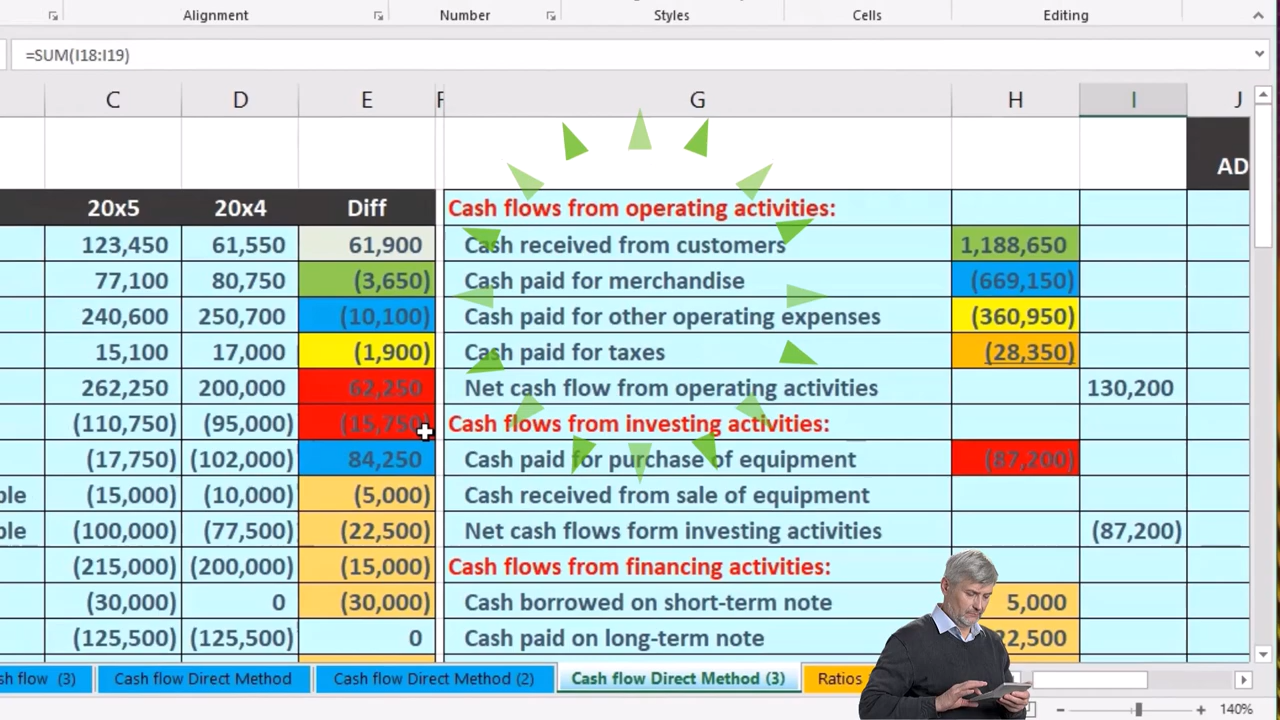 Alignment Number Styles Cells Editing
=SUM(I18:I19)
C D E F G H I J
AD
20x5 20x4 Diff Cash flows from operating activities:
123,450 61,550 61,900 Cash received from customers 1,188,650
77,100 80,750 (3,650) Cash paid for merchandise (669,150)
240,600 250,700 (10,100) Cash paid for other operating expenses (360,950)
15,100 17,000 (1,900) Cash paid for taxes (28,350)
262,250 200,000 62,250 Net cash flow from operating activities 130,200
(110,750) (95,000) (15,750) Cash flows from investing activities:
(17,750) (102,000) 84,250 Cash paid for purchase of equipment (87,200)
ble (15,000) (10,000) (5,000) Cash received from sale of equipment
ble (100,000) (77,500) (22,500) Net cash flows form investing activities (87,200)
(215,000) (200,000) (15,000) Cash flows from financing activities:
(30,000) 0 (30,000) Cash borrowed on short-term note 5,000
(125,500) (125,500) 0 Cash paid on long-term note 22,500
sh flow (3) Cash flow Direct Method Cash flow Direct Method (2) Cash flow Direct Method (3) Ratios
140%